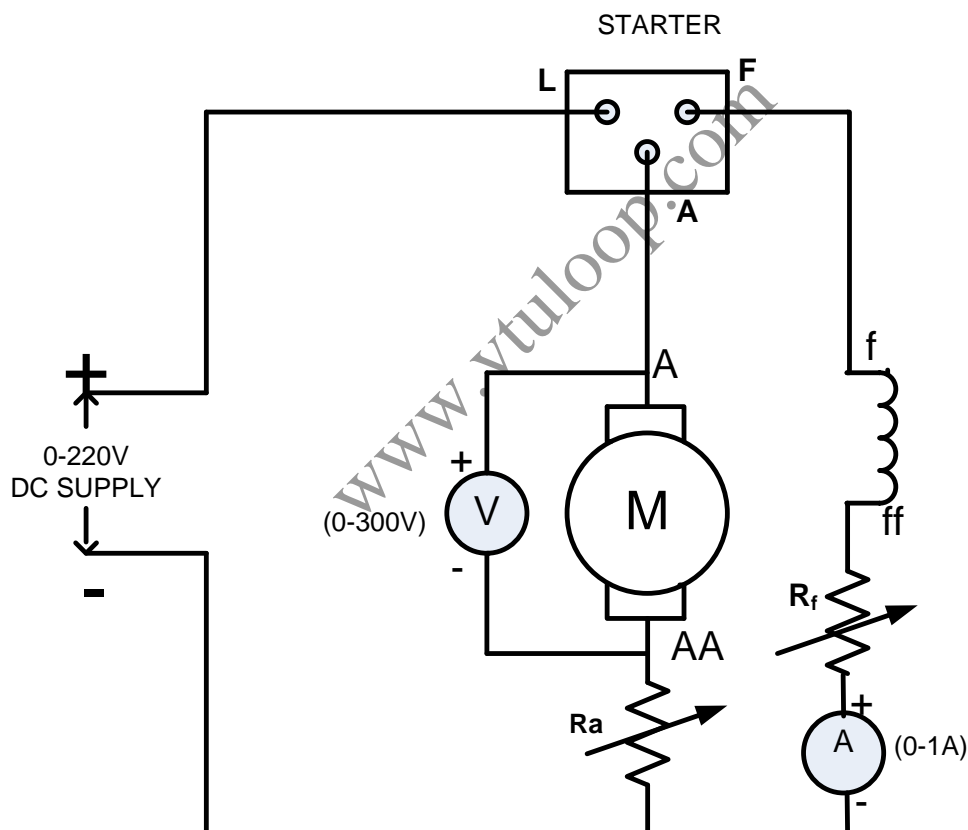 STARTER
L
F
A
www.vtuloop.com
+
0-220V
DC SUPPLY
-
A
f
+
V
(0-300V)
-
M
ff
AA
Rf
Ra
+
A
(0-1A)
-